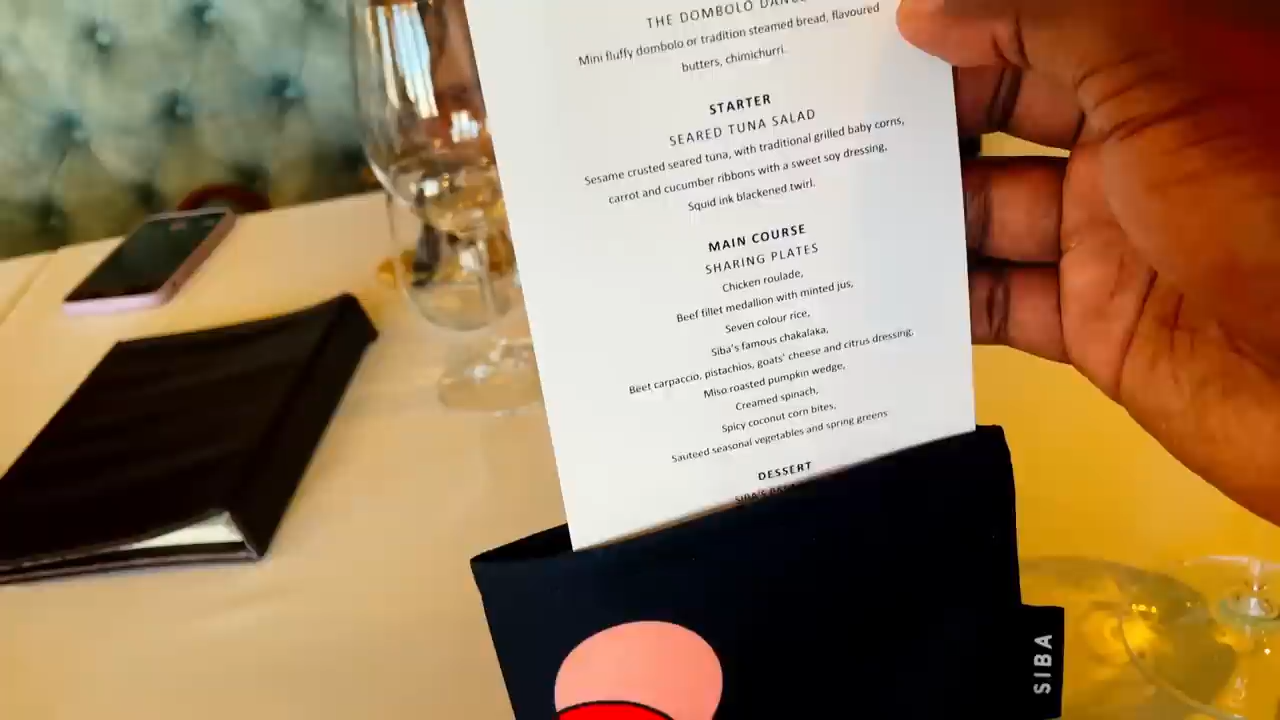 THE DOMBOLO
Mini fluffy dombolo or tradition steamed bread, flavoured
butters, chimichurri.
STARTER
SEARED TUNA SALAD
Sesame crusted seared tuna, with traditional grilled baby corns,
carrot and cucumber ribbons with a sweet soy dressing,
Squid ink blackened twirl.
MAIN COURSE
SHARING PLATES
Chicken roulade,
Beef fillet medallion with minted jus,
Seven colour rice,
Siba's famous chakalaka,
Beet carpaccio, pistachios, goats' cheese and citrus dressing,
Miso roasted pumpkin wedge,
Creamed spinach,
Spicy coconut corn bites,
Sauteed seasonal vegetables and spring greens
DESSERT
SIBA'S
SIBA